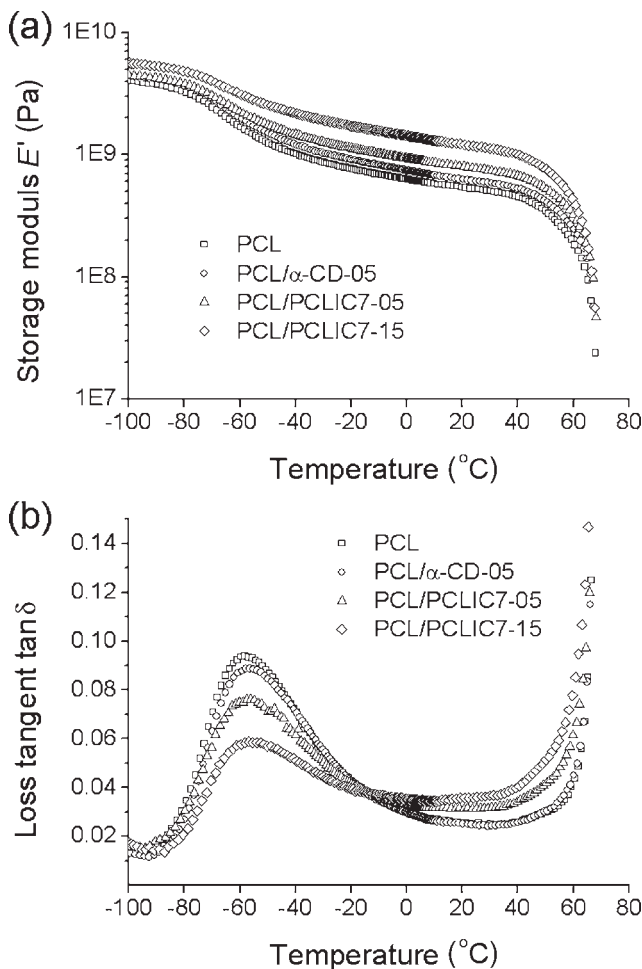 (a)
1E10
1E9
1E8
1E7
Storage moduls E' (Pa)
PCL
PCL/α-CD-05
PCL/PCLIC7-05
PCL/PCLIC7-15
-100 -80 -60 -40 -20 0 20 40 60 80
Temperature (°C)
(b)
0.14
0.12
0.10
0.08
0.06
0.04
0.02
Loss tangent tanδ
PCL
PCL/α-CD-05
PCL/PCLIC7-05
PCL/PCLIC7-15
-100 -80 -60 -40 -20 0 20 40 60 80
Temperature (°C)